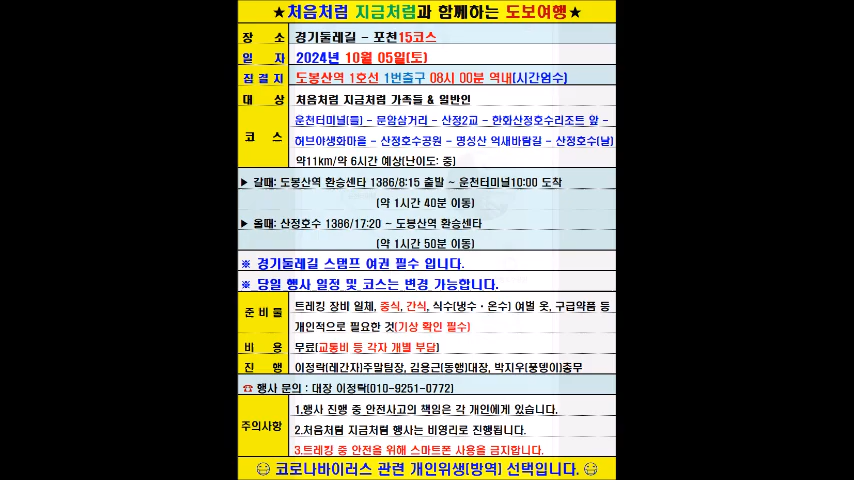 ★처음처럼 지금처럼과 함께하는 도보여행★
장 소 경기둘레길 - 포천15코스
일 자 2024년 10월 05일(토)
집 결 지 도봉산역 1호선 1번출구 08시 00분 역내(시간엄수)
대 상 처음처럼 지금처럼 가족들 & 일반인
코 스 운천터미널(들) - 문암삼거리 - 산정2교 - 한화산정호수리조트 앞 -
허브야생화마을 - 산정호수공원 - 명성산 억새바람길 - 산정호수(날)
약11km/약 6시간 예상(난이도: 중)
▶ 갈때: 도봉산역 환승센타 1386/8:15 출발 ~ 운천터미널10:00 도착
(약 1시간 40분 이동)
▶ 올때: 산정호수 1386/17:20 ~ 도봉산역 환승센타
(약 1시간 50분 이동)
※ 경기둘레길 스탬프 여권 필수 입니다.
※ 당일 행사 일정 및 코스는 변경 가능합니다.
준 비 물 트레킹 장비 일체, 중식, 간식, 식수(냉수·온수) 여벌 옷, 구급약품 등
개인적으로 필요한 것(기상 확인 필수)
비 용 무료(교통비 등 각자 개별 부담)
진 행 이정락(레간자)주말팀장, 김용근(동행)대장, 박지우(풍뎅이)총무
☎ 행사 문의 : 대장 이정락(010-9251-0772)
주의사항 1.행사 진행 중 안전사고의 책임은 각 개인에게 있습니다.
2.처음처럼 지금처럼 행사는 비영리로 진행됩니다.
3.트레킹 중 안전을 위해 스마트폰 사용을 금지합니다.
코로나바이러스 관련 개인위생(방역) 선택입니다.